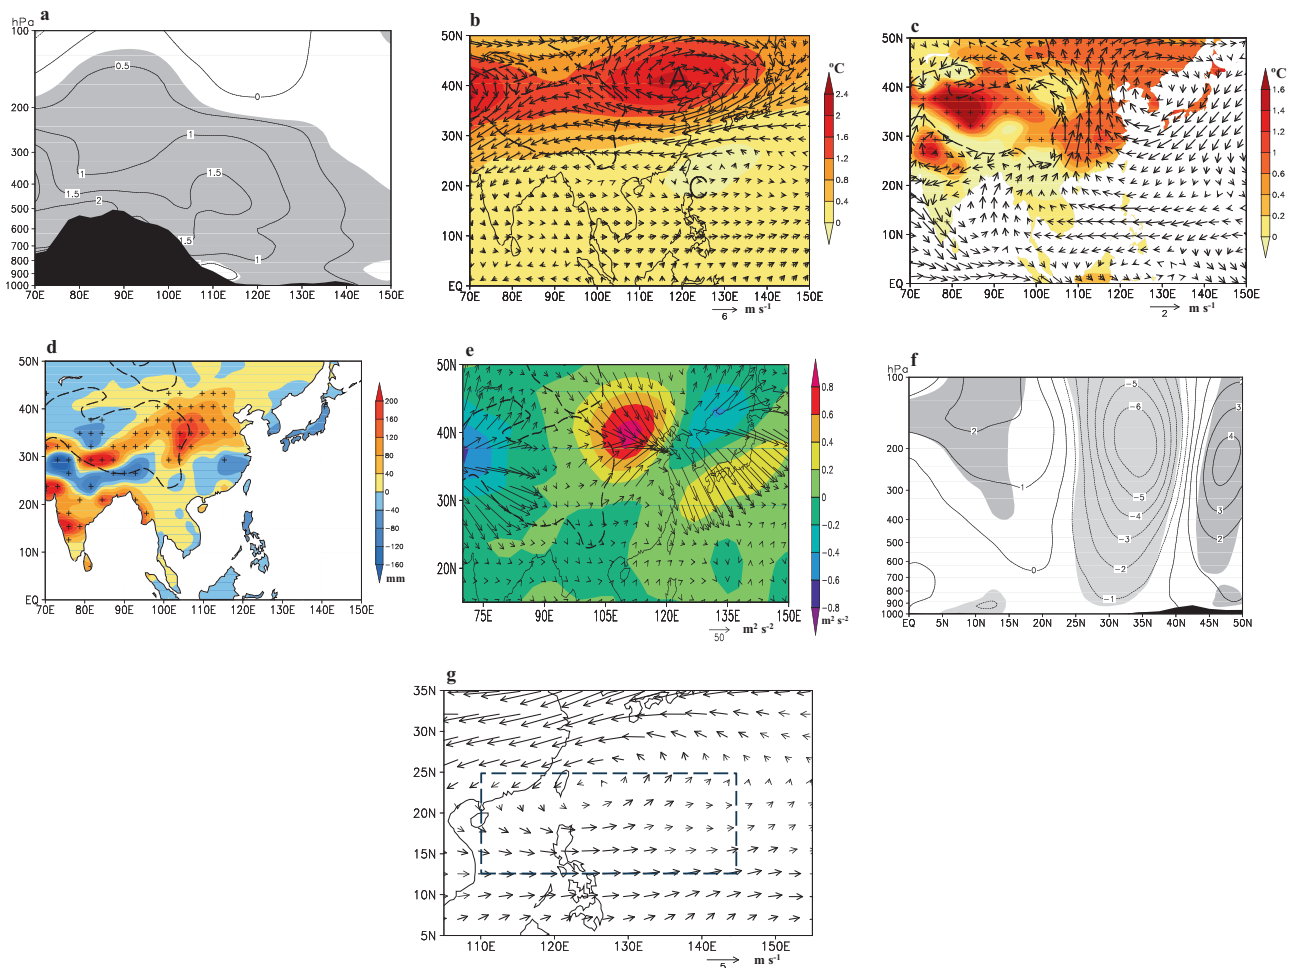 a
hPa
100
200
300
400
500
600
700
800
900
1000
70E 80E 90E 100E 110E 120E 130E 140E 150E
0.5
0
1
1
1.5
1.5
2
1.5
1
b
50N
40N
30N
20N
10N
EQ
70E 80E 90E 100E 110E 120E 130E 140E 150E
A
C
6 m s⁻¹
ºC
2.4
2
1.6
1.2
0.8
0.4
0
c
50N
40N
30N
20N
10N
EQ
70E 80E 90E 100E 110E 120E 130E 140E 150E
2 m s⁻¹
ºC
1.6
1.4
1.2
1
0.8
0.6
0.4
0.2
0
d
50N
40N
30N
20N
10N
EQ
70E 80E 90E 100E 110E 120E 130E 140E 150E
200
160
120
80
40
0
−40
−80
−120
−160
mm
e
50N
40N
30N
20N
75E 90E 105E 120E 135E 150E
50 m² s⁻²
0.8
0.6
0.4
0.2
0
−0.2
−0.4
−0.6
−0.8
m² s⁻²
f
hPa
100
200
300
400
500
600
700
800
900
1000
EQ 5N 10N 15N 20N 25N 30N 35N 40N 45N 50N
2
1
0
−5
−6
−5
−4
−3
−2
−1
3
4
3
2
0
g
35N
30N
25N
20N
15N
10N
5N
110E 120E 130E 140E 150E
5 m s⁻¹